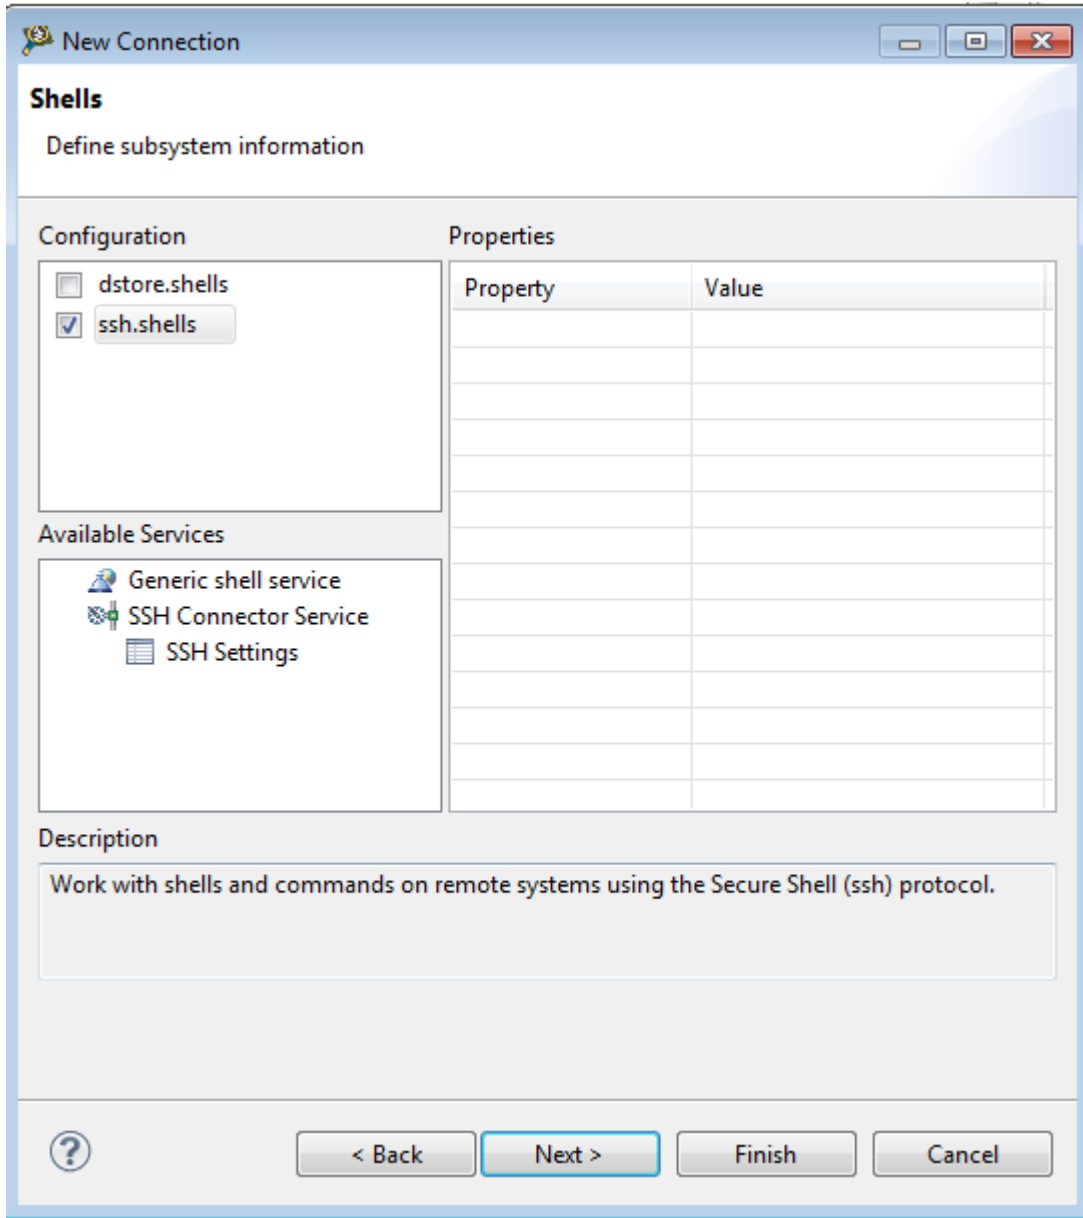 New Connection
Shells
Define subsystem information
Configuration
dstore.shells
ssh.shells
Properties
Property Value
Available Services
Generic shell service
SSH Connector Service
SSH Settings
Description
Work with shells and commands on remote systems using the Secure Shell (ssh) protocol.
? < Back Next > Finish Cancel